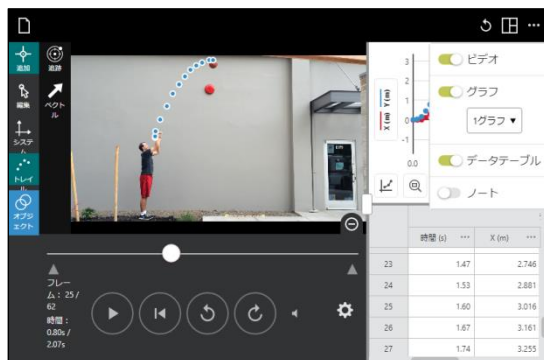 追加
追跡
編集
ベクト
ル
システ
トレイ
オブジ
ェクト
フレー
ム：25 /
62
時間：
0.80s /
2.07s
X (m) Y (m)
3
2
1
0
-1
0.0
ビデオ
グラフ
1グラフ ▼
データテーブル
ノート
時間 (s) ••• X (m) •••
23 1.47 2.746
24 1.53 2.881
25 1.60 3.016
26 1.67 3.161
27 1.74 3.255